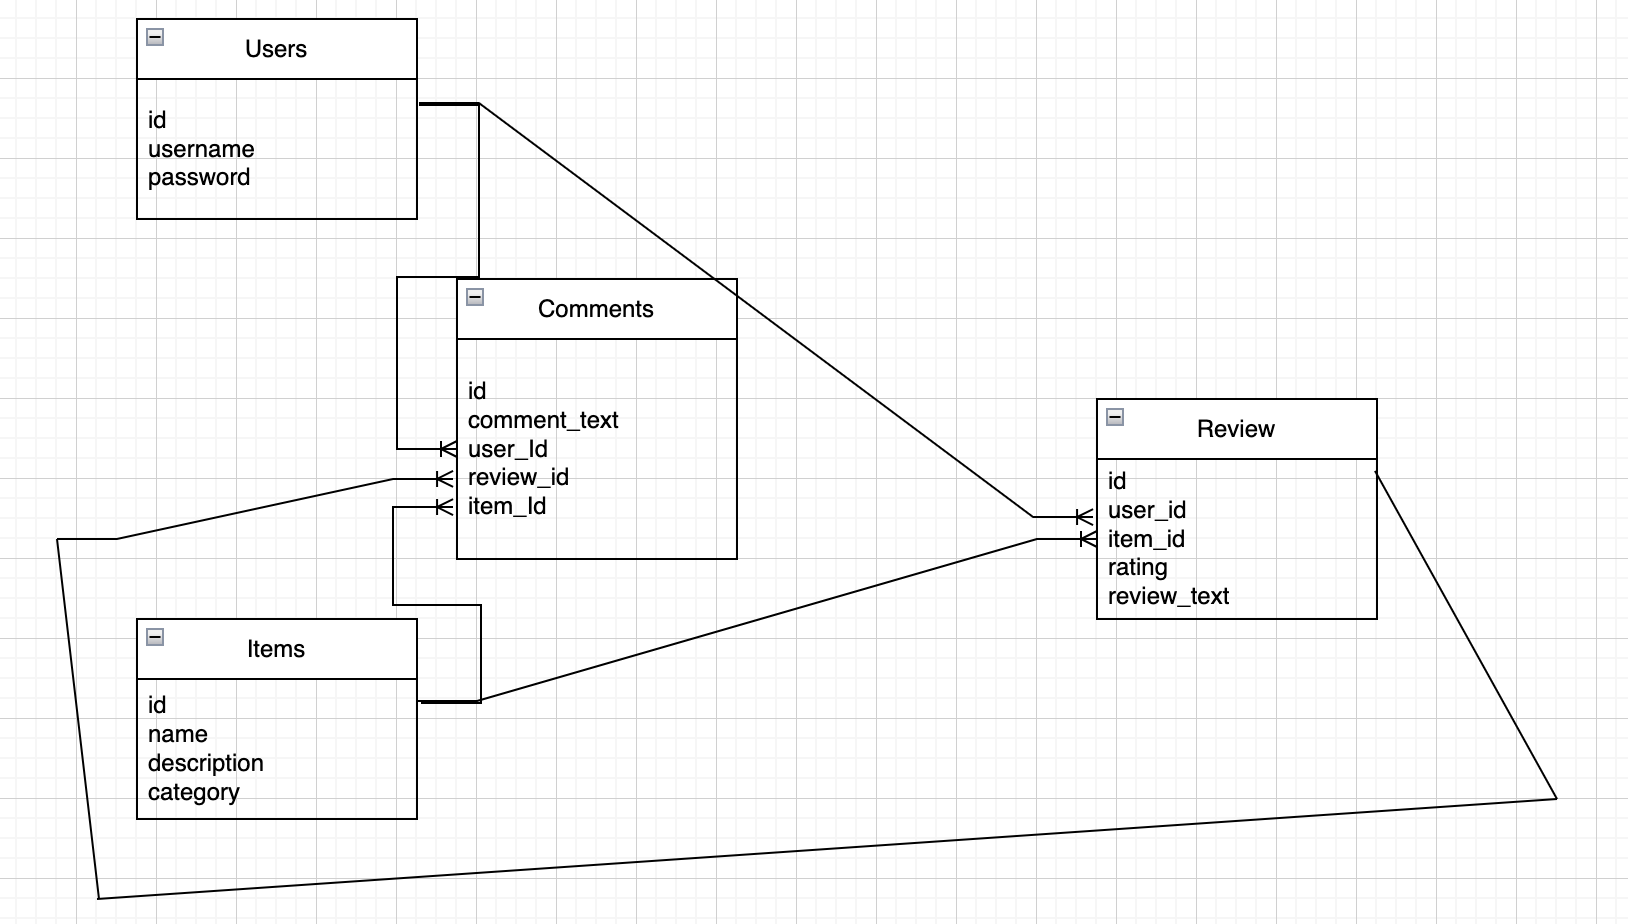 Users
id
username
password
Comments
id
comment_text
user_Id
review_id
item_Id
Review
id
user_id
item_id
rating
review_text
Items
id
name
description
category